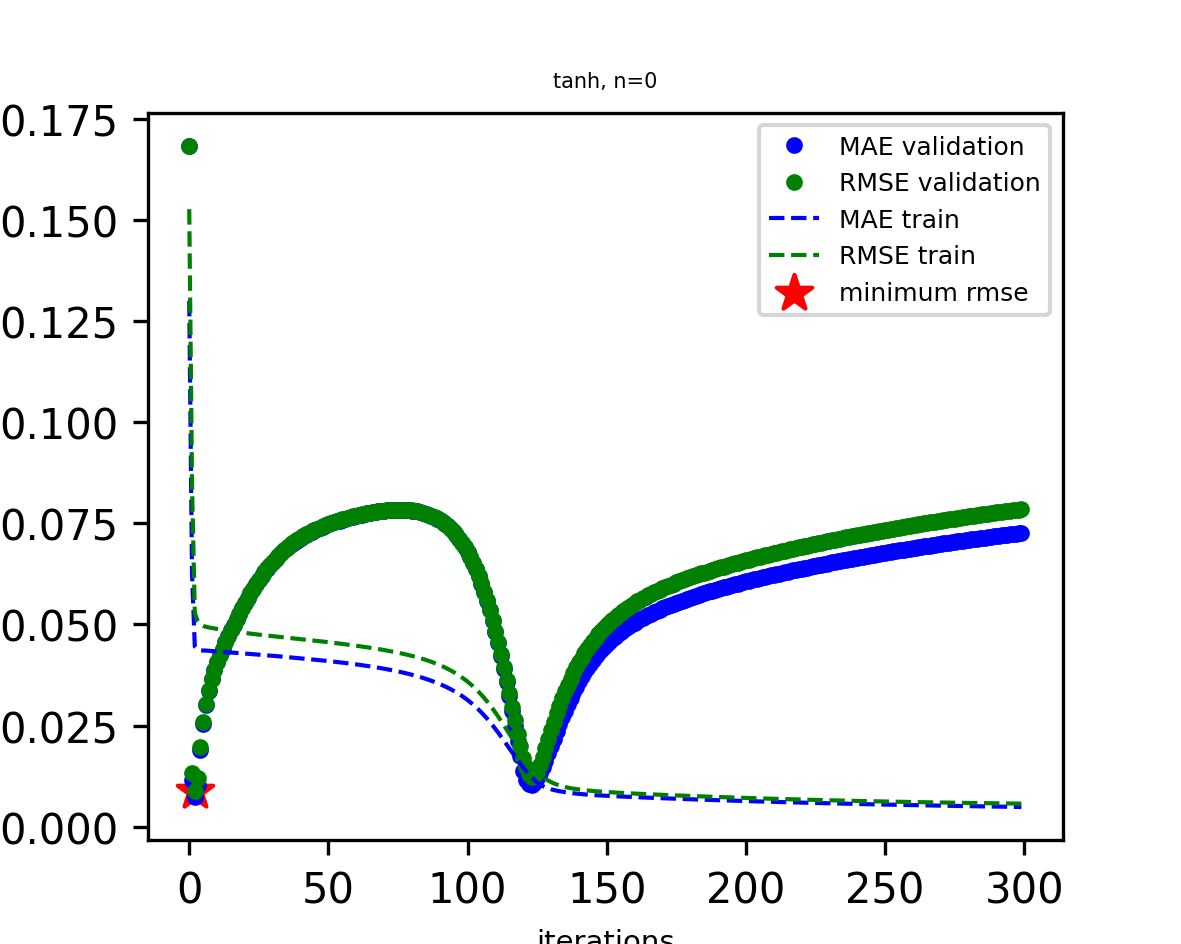 tanh, n=0
0.175
0.150
0.125
0.100
0.075
0.050
0.025
0.000
MAE validation
RMSE validation
MAE train
RMSE train
minimum rmse
0 50 100 150 200 250 300
iterations